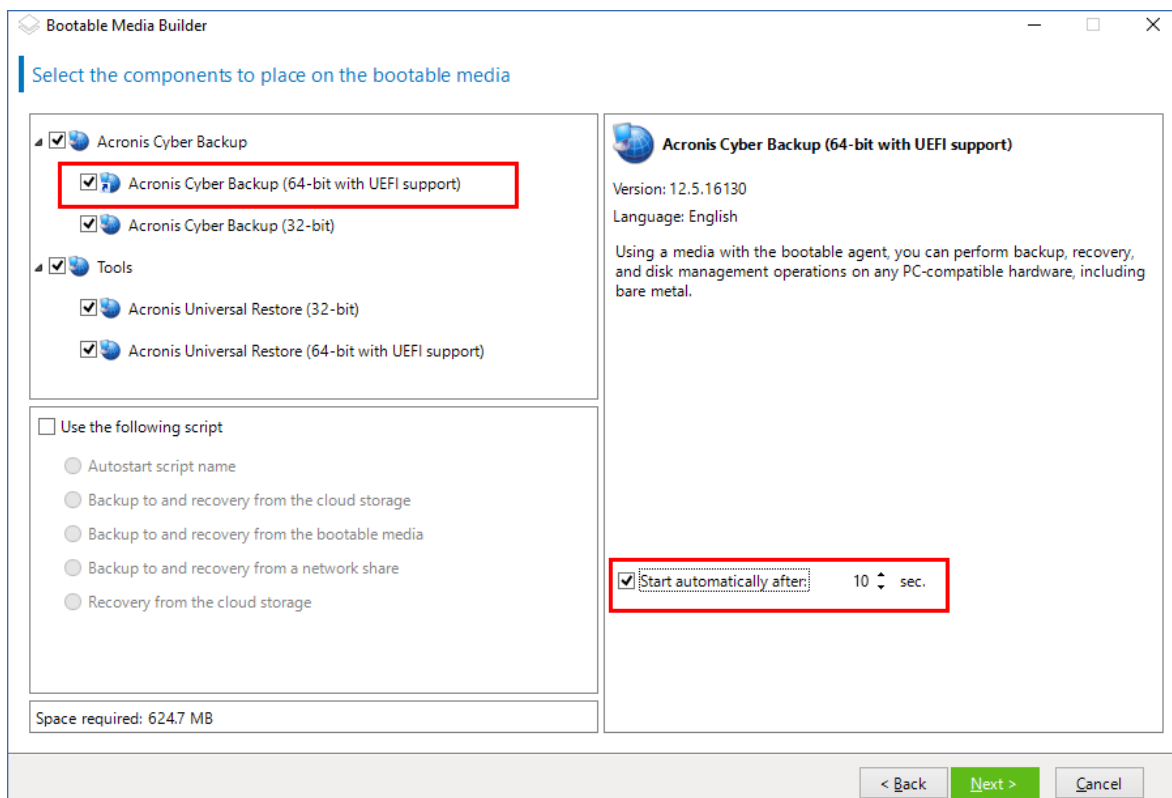 Bootable Media Builder
Select the components to place on the bootable media
Acronis Cyber Backup
Acronis Cyber Backup (64-bit with UEFI support)
Acronis Cyber Backup (32-bit)
Tools
Acronis Universal Restore (32-bit)
Acronis Universal Restore (64-bit with UEFI support)
Use the following script
Autostart script name
Backup to and recovery from the cloud storage
Backup to and recovery from the bootable media
Backup to and recovery from a network share
Recovery from the cloud storage
Space required: 624.7 MB
Acronis Cyber Backup (64-bit with UEFI support)
Version: 12.5.16130
Language: English
Using a media with the bootable agent, you can perform backup, recovery,
and disk management operations on any PC-compatible hardware, including
bare metal.
Start automatically after: 10 sec.
< Back Next > Cancel